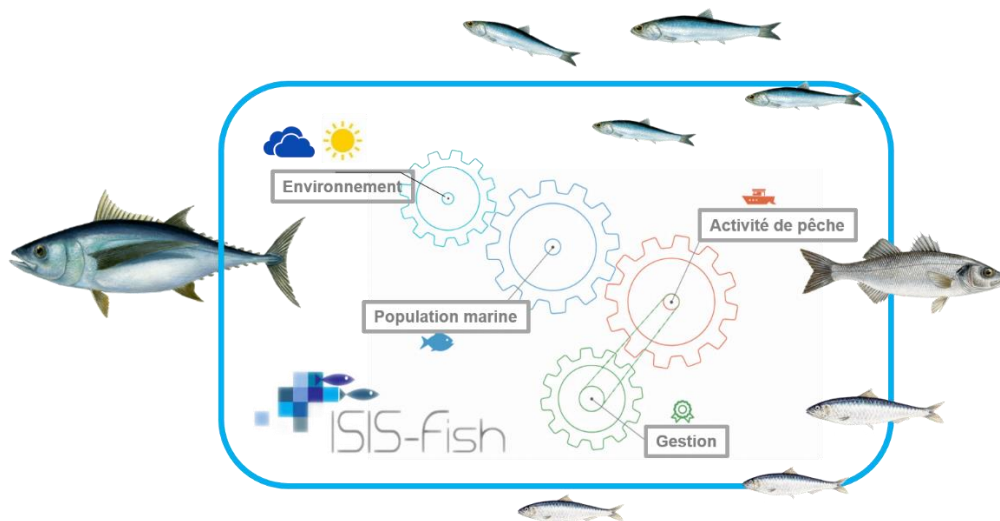 Environnement
Activité de pêche
Population marine
ISIS-Fish
Gestion